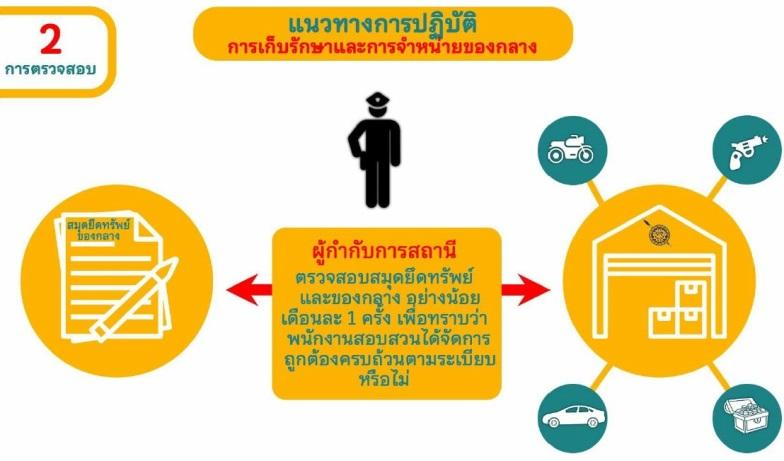 2
การตรวจสอบ
แนวทางการปฏิบัติ
การเก็บรักษาและการจำหน่ายของกลาง
สมุดยึดทรัพย์
ของกลาง
ผู้กำกับการสถานี
ตรวจสอบสมุดยึดทรัพย์
และของกลาง อย่างน้อย
เดือนละ 1 ครั้ง เพื่อทราบว่า
พนักงานสอบสวนได้จัดการ
ถูกต้องครบถ้วนตามระเบียบ
หรือไม่